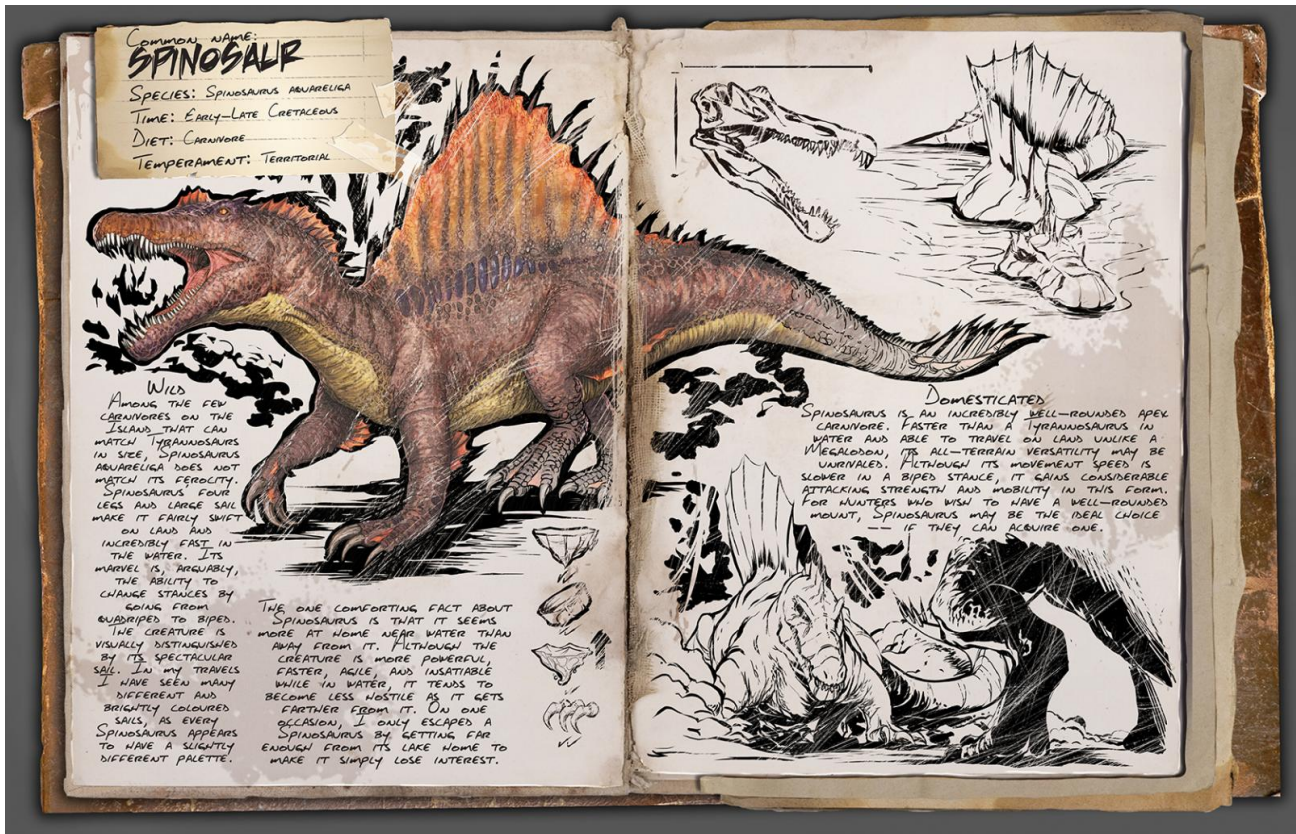 Common name:
SPINOSAUR
Species: Spinosaurus aquareliga
Time: Early-Late Cretaceous
Diet: Carnivore
Temperament: Territorial
Wild
Among the few
carnivores on the
Island that can
match Tyrannosaurs
in size, Spinosaurus
aquareliga does not
match its ferocity.
Spinosaurus four
legs and large sail
make it fairly swift
on land and
incredibly fast in
the water. Its
marvel is, arguably,
the ability to
change stances by
going from
quadriped to biped.
The creature is
visually distinguished
by its spectacular
sail. In my travels
I have seen many
different and
brightly coloured
sails, as every
Spinosaurus appears
to have a slightly
different palette.
The one comforting fact about
Spinosaurus is that it seems
more at home near water than
away from it. Although the
creature is more powerful,
faster, agile, and insatiable
while in water, it tends to
become less hostile as it gets
farther from it. On one
occasion, I only escaped a
Spinosaurus by getting far
enough from its lake home to
make it simply lose interest.
Domesticated
Spinosaurus is an incredibly well-rounded apex
carnivore. Faster than a Tyrannosaurus in
water and able to travel on land unlike a
Megalodon, its all-terrain versatility may be
unrivaled. Although its movement speed is
slower in a biped stance, it gains considerable
attacking strength and mobility in this form.
For hunters who wish to have a well-rounded
mount, Spinosaurus may be the ideal choice
-- if they can acquire one.